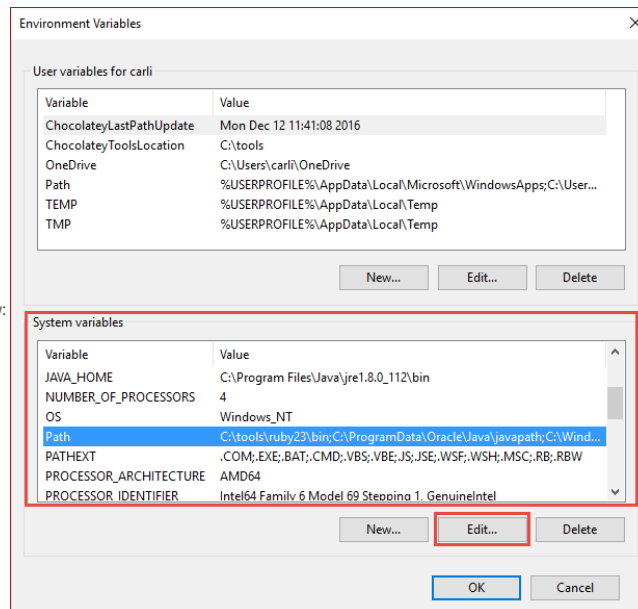 Environment Variables
User variables for carli
Variable Value
ChocolateyLastPathUpdate Mon Dec 12 11:41:08 2016
ChocolateyToolsLocation C:\tools
OneDrive C:\Users\carli\OneDrive
Path %USERPROFILE%\AppData\Local\Microsoft\WindowsApps;C:\User...
TEMP %USERPROFILE%\AppData\Local\Temp
TMP %USERPROFILE%\AppData\Local\Temp
New... Edit... Delete
System variables
Variable Value
JAVA_HOME C:\Program Files\Java\jre1.8.0_112\bin
NUMBER_OF_PROCESSORS 4
OS Windows_NT
Path C:\tools\ruby23\bin;C:\ProgramData\Oracle\Java\javapath;C:\Wind...
PATHEXT .COM;.EXE;.BAT;.CMD;.VBS;.VBE;.JS;.JSE;.WSF;.WSH;.MSC;.RB;.RBW
PROCESSOR_ARCHITECTURE AMD64
PROCESSOR_IDENTIFIER Intel64 Family 6 Model 69 Stepping 1, GenuineIntel
New... Edit... Delete
OK Cancel